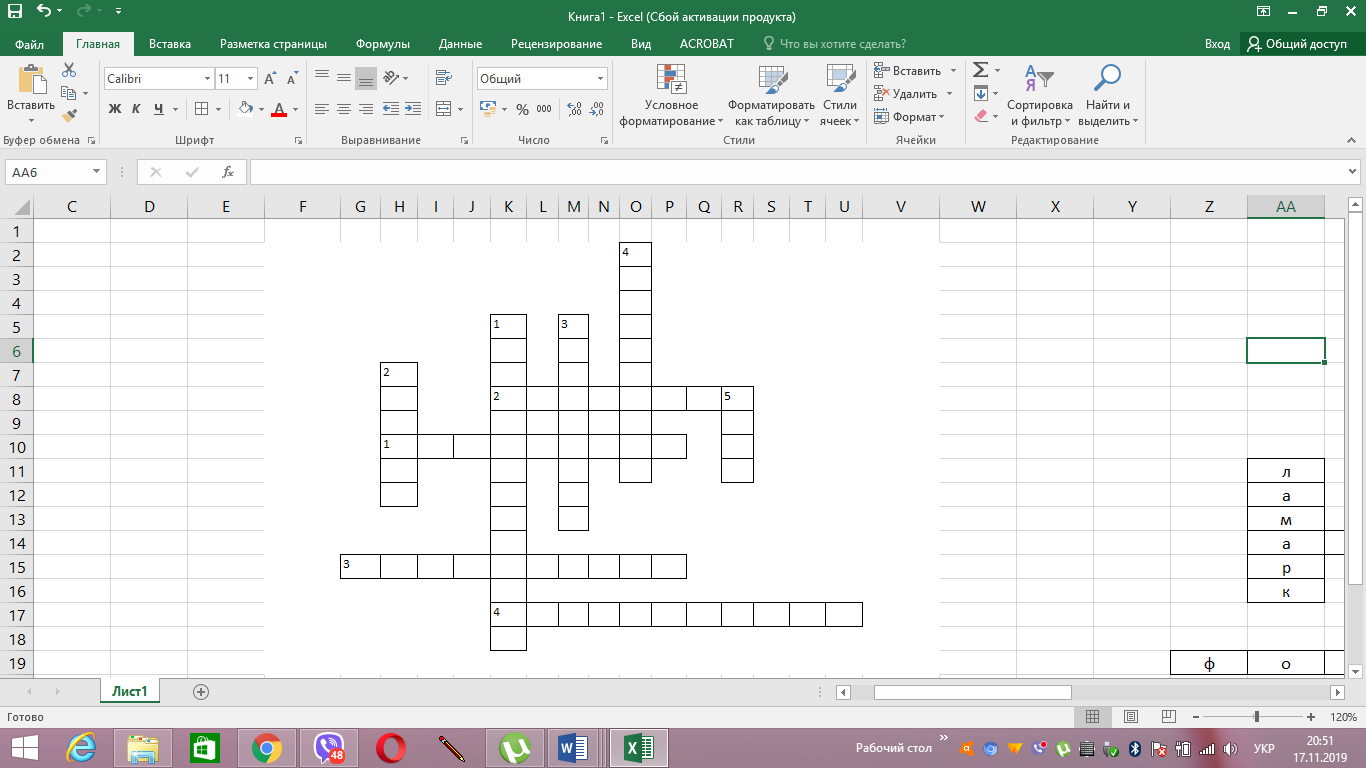 Книга1 - Excel (Сбой активации продукта)
Файл Главная Вставка Разметка страницы Формулы Данные Рецензирование Вид ACROBAT Что вы хотите сделать? Вход Общий доступ
Calibri 11 Общий
Вставить
Ж К Ч А
% 000
Условное форматирование
Форматировать как таблицу
Стили ячеек
Вставить
Удалить
Формат
Сортировка и фильтр
Найти и выделить
Буфер обмена Шрифт Выравнивание Число Стили Ячейки Редактирование
AA6 fx
C D E F G H I J K L M N O P Q R S T U V W X Y Z AA
1
2 4
3
4
5 1 3
6
7 2
8 2 5
9
10 1
11 л
12 а
13 м
14 а
15 3 р
16 к
17 4
18
19 ф о
Лист1
Готово 120%
48
Рабочий стол УКР 20:51
17.11.2019